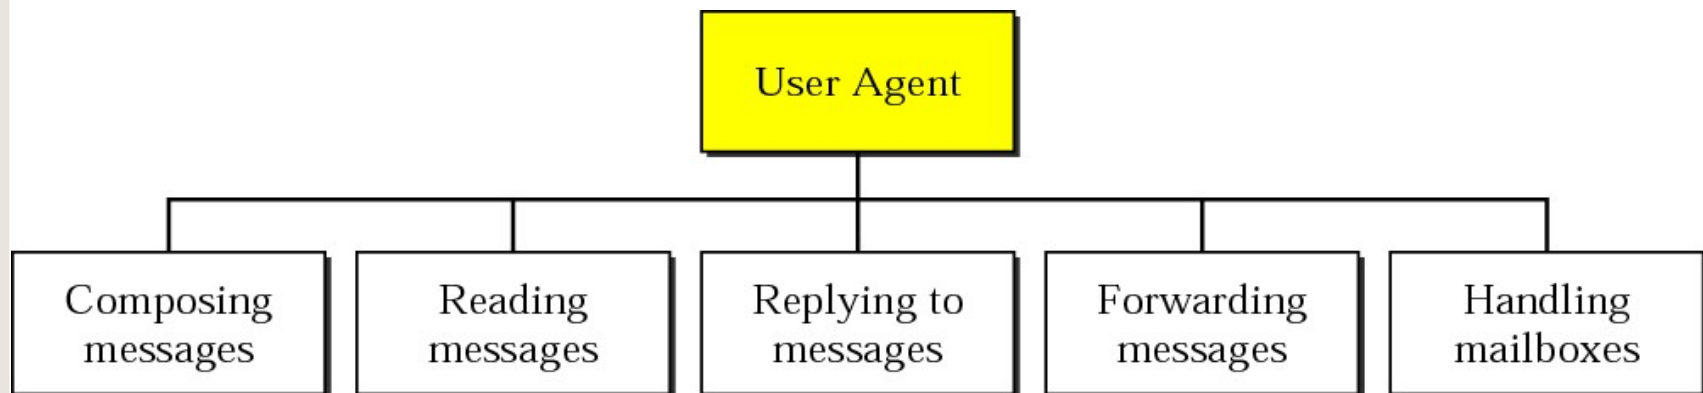 User Agent
Composing
messages
Reading
messages
Replying to
messages
Forwarding
messages
Handling
mailboxes